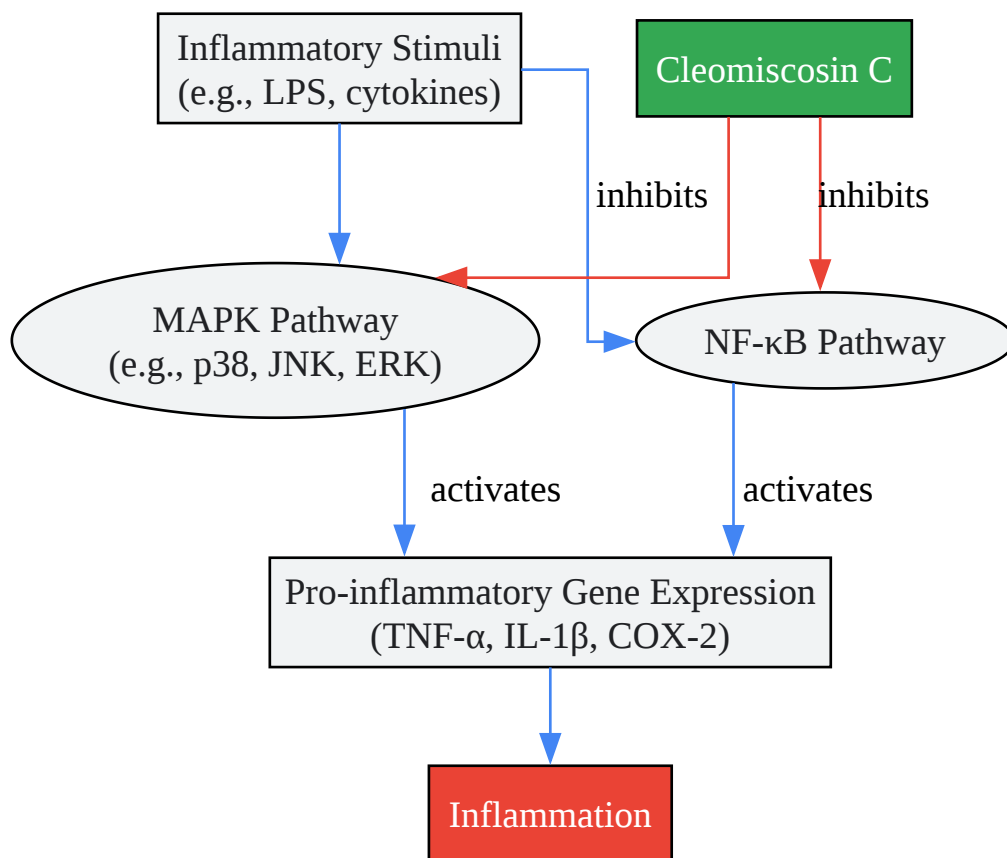 Inflammatory Stimuli
(e.g., LPS, cytokines)
Cleomiscosin C
inhibits
inhibits
MAPK Pathway
(e.g., p38, JNK, ERK)
NF-κB Pathway
activates
activates
Pro-inflammatory Gene Expression
(TNF-α, IL-1β, COX-2)
Inflammation